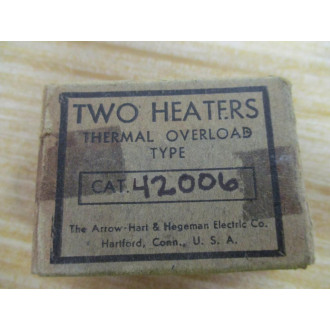 TWO HEATERS
THERMAL OVERLOAD
TYPE
CAT. 42006
The Arrow-Hart & Hegeman Electric Co.
Hartford, Conn., U. S. A.